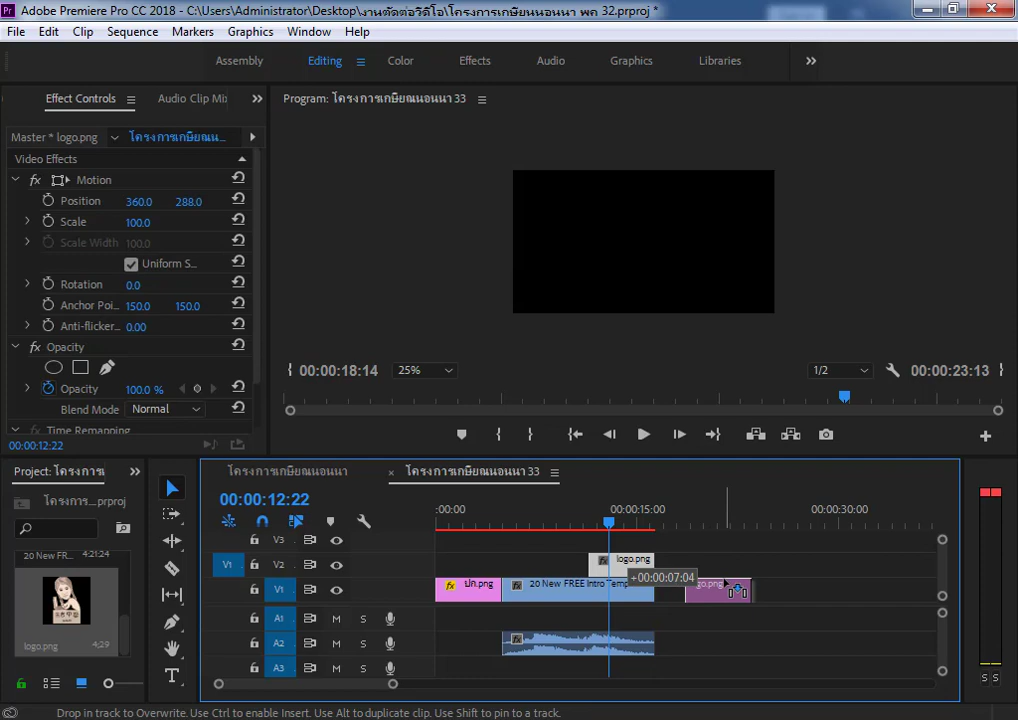 Adobe Premiere Pro CC 2018 - C:\Users\Administrator\Desktop\งานตัดต่อวิดีโอ\โครงการเกษียนนอนนา พค 32.prproj *
File Edit Clip Sequence Markers Graphics Window Help
Assembly Editing Color Effects Audio Graphics Libraries
Effect Controls Audio Clip Mix
Program: โครงการเกษียณนอนนา 33
Master * logo.png โครงการเกษียณน...
Video Effects
fx Motion
Position 360.0 288.0
Scale 100.0
Scale Width 100.0
Uniform S...
Rotation 0.0
Anchor Poi... 150.0 150.0
Anti-flicker... 0.00
fx Opacity
Opacity 100.0 %
Blend Mode Normal
Time Remapping
00:00:12:22
00:00:18:14 25% 1/2 00:00:23:13
Project: โครงการเ
โครงการ....prproj
20 New FR... 4;21;24
logo.png 4;29
โครงการเกษียณนอนนา × โครงการเกษียณนอนนา 33
00:00:12:22
:00:00 00:00:15:00 00:00:30:00
V3
V1 V2 fx logo.png
+00:00:07:04
V1 fx ปก.png fx 20 New FREE Intro Temp logo.png
A1 M S
A2 M S fx
A3 M S
S S
Drop in track to Overwrite. Use Ctrl to enable Insert. Use Alt to duplicate clip. Use Shift to pin to a track.